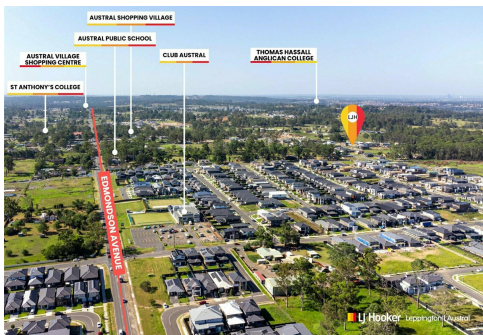 AUSTRAL SHOPPING VILLAGE
AUSTRAL PUBLIC SCHOOL
AUSTRAL VILLAGE
SHOPPING CENTRE
CLUB AUSTRAL
THOMAS HASSALL
ANGLICAN COLLEGE
ST ANTHONY'S COLLEGE
LJH
EDMONDSON AVENUE
LJ Hooker Leppington | Austral